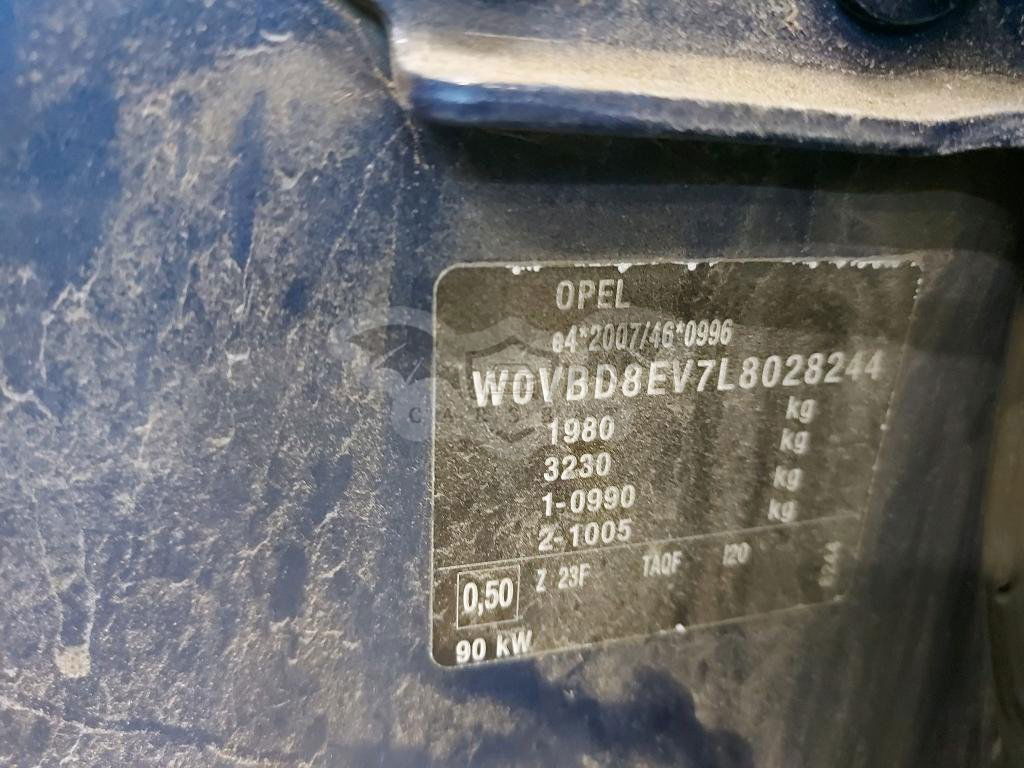 OPEL
e4*2007/46*0996
W0VBD8EV7L8028244
1980 kg
3230 kg
1-0990 kg
2-1005 kg
0,50 Z 23F TAQF I20
90 kW